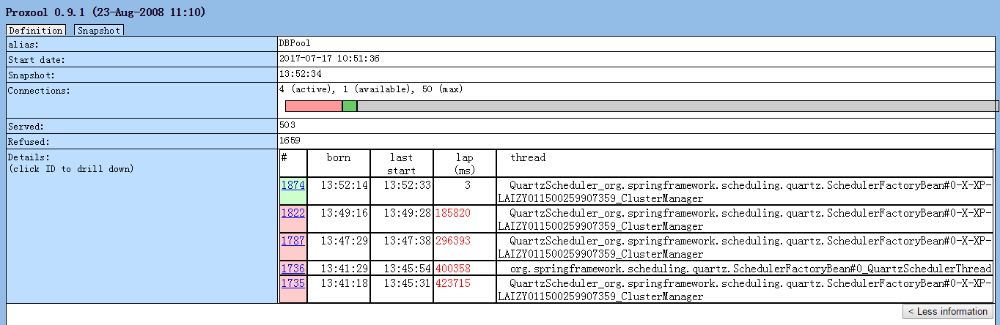 Proxool 0.9.1 (23-Aug-2008 11:10)
Definition Snapshot
alias: DBPool
Start date: 2017-07-17 10:51:36
Snapshot: 13:52:34
Connections: 4 (active), 1 (available), 50 (max)
Served: 503
Refused: 1659
Details:
(click ID to drill down)
# born last start lap (ms) thread
1874 13:52:14 13:52:33 3 QuartzScheduler_org.springframework.scheduling.quartz.SchedulerFactoryBean#0-X-XP-
LAIZY011500259907359_ClusterManager
1822 13:49:16 13:49:28 185820 QuartzScheduler_org.springframework.scheduling.quartz.SchedulerFactoryBean#0-X-XP-
LAIZY011500259907359_ClusterManager
1787 13:47:29 13:47:38 296393 QuartzScheduler_org.springframework.scheduling.quartz.SchedulerFactoryBean#0-X-XP-
LAIZY011500259907359_ClusterManager
1736 13:41:29 13:45:54 400358 org.springframework.scheduling.quartz.SchedulerFactoryBean#0_QuartzSchedulerThread
1735 13:41:18 13:45:31 423715 QuartzScheduler_org.springframework.scheduling.quartz.SchedulerFactoryBean#0-X-XP-
LAIZY011500259907359_ClusterManager
< Less information